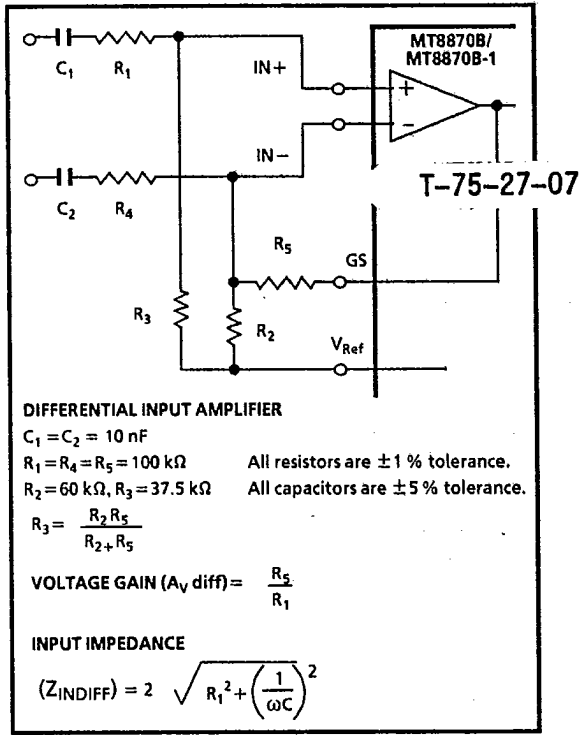 MT8870B/
MT8870B-1
C₁
R₁
IN+
+
−
IN−
T-75-27-07
C₂
R₄
R₅
GS
R₃
R₂
V_Ref
DIFFERENTIAL INPUT AMPLIFIER
C₁ = C₂ = 10 nF
R₁ = R₄ = R₅ = 100 kΩ All resistors are ±1 % tolerance.
R₂ = 60 kΩ, R₃ = 37.5 kΩ All capacitors are ±5 % tolerance.
R₃ = R₂ R₅ / R₂ + R₅
VOLTAGE GAIN (A_V diff) = R₅ / R₁
INPUT IMPEDANCE
(Z_INDIFF) = 2 √ R₁² + (1 / ωC)²